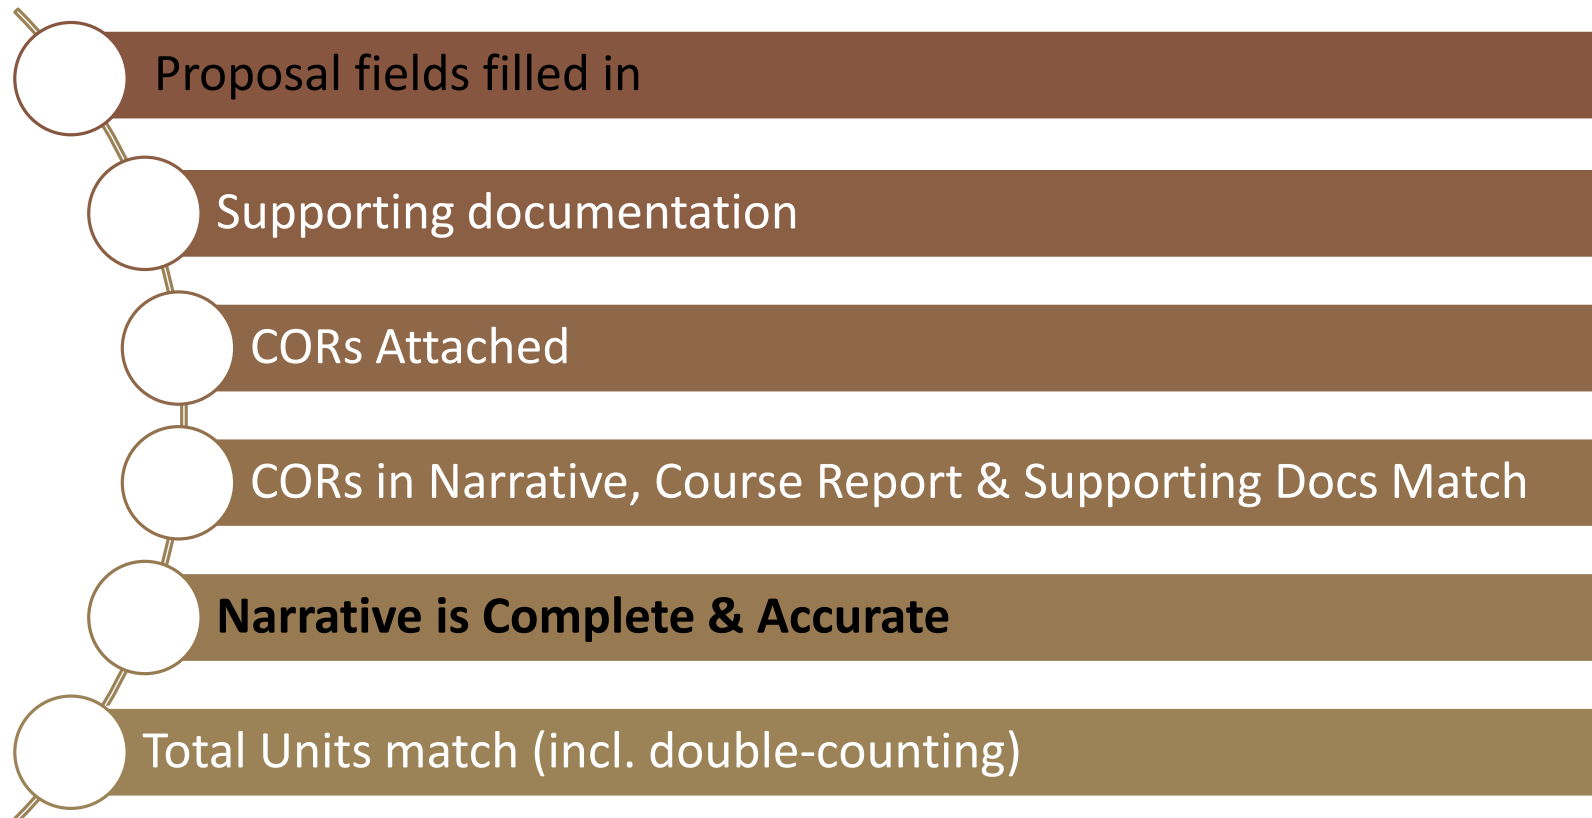 Proposal fields filled in
Supporting documentation
CORs Attached
CORs in Narrative, Course Report & Supporting Docs Match
Narrative is Complete & Accurate
Total Units match (incl. double-counting)